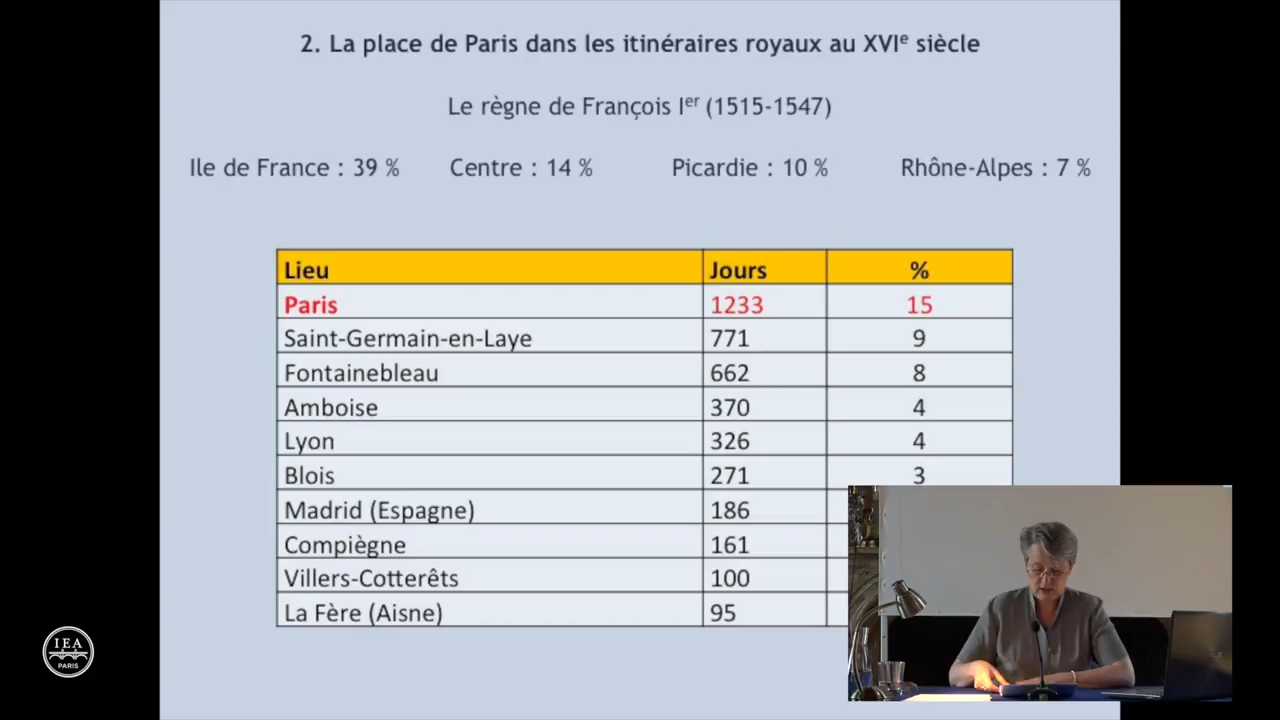 2. La place de Paris dans les itinéraires royaux au XVIe siècle
Le règne de François Ier (1515-1547)
Ile de France : 39 % Centre : 14 % Picardie : 10 % Rhône-Alpes : 7 %
Lieu Jours %
Paris 1233 15
Saint-Germain-en-Laye 771 9
Fontainebleau 662 8
Amboise 370 4
Lyon 326 4
Blois 271 3
Madrid (Espagne) 186
Compiègne 161
Villers-Cotterêts 100
La Fère (Aisne) 95
IEA
PARIS